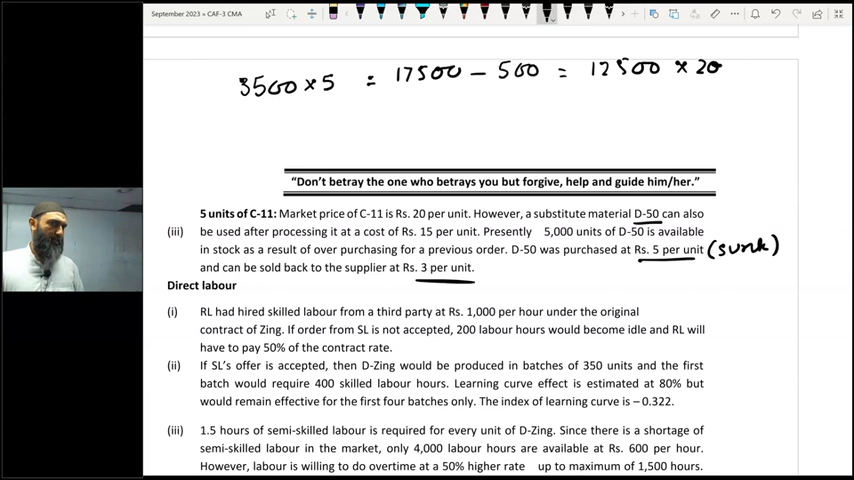 September 2023 » CAF-3 CMA
3500 × 5 = 17500 – 500 = 12500 × 20
"Don't betray the one who betrays you but forgive, help and guide him/her."
5 units of C-11: Market price of C-11 is Rs. 20 per unit. However, a substitute material D-50 can also
(iii) be used after processing it at a cost of Rs. 15 per unit. Presently 5,000 units of D-50 is available
in stock as a result of over purchasing for a previous order. D-50 was purchased at Rs. 5 per unit (sunk)
and can be sold back to the supplier at Rs. 3 per unit.
Direct labour
(i) RL had hired skilled labour from a third party at Rs. 1,000 per hour under the original
contract of Zing. If order from SL is not accepted, 200 labour hours would become idle and RL will
have to pay 50% of the contract rate.
(ii) If SL's offer is accepted, then D-Zing would be produced in batches of 350 units and the first
batch would require 400 skilled labour hours. Learning curve effect is estimated at 80% but
would remain effective for the first four batches only. The index of learning curve is – 0.322.
(iii) 1.5 hours of semi-skilled labour is required for every unit of D-Zing. Since there is a shortage of
semi-skilled labour in the market, only 4,000 labour hours are available at Rs. 600 per hour.
However, labour is willing to do overtime at a 50% higher rate up to maximum of 1,500 hours.